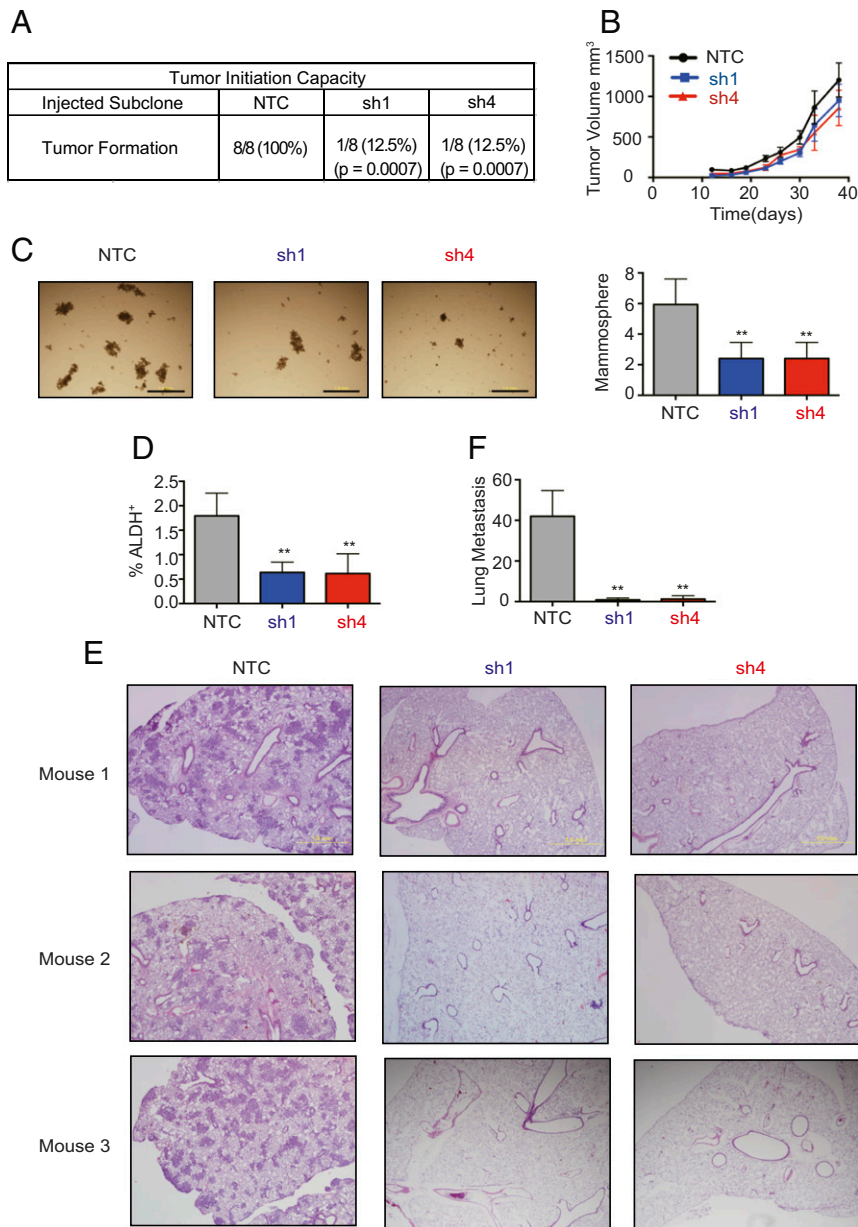 A
Tumor Initiation Capacity
Injected Subclone NTC sh1 sh4
Tumor Formation 8/8 (100%) 1/8 (12.5%) 1/8 (12.5%)
(p = 0.0007) (p = 0.0007)
B
Tumor Volume mm³
1500
1000
500
0
0 10 20 30 40
Time(days)
NTC
sh1
sh4
C
NTC sh1 sh4
Mammosphere
8
6
4
2
0
** **
NTC sh1 sh4
D
% ALDH⁺
2.5
2.0
1.5
1.0
0.5
0.0
** **
NTC sh1 sh4
F
Lung Metastasis
60
40
20
0
** **
NTC sh1 sh4
E
NTC sh1 sh4
Mouse 1
Mouse 2
Mouse 3